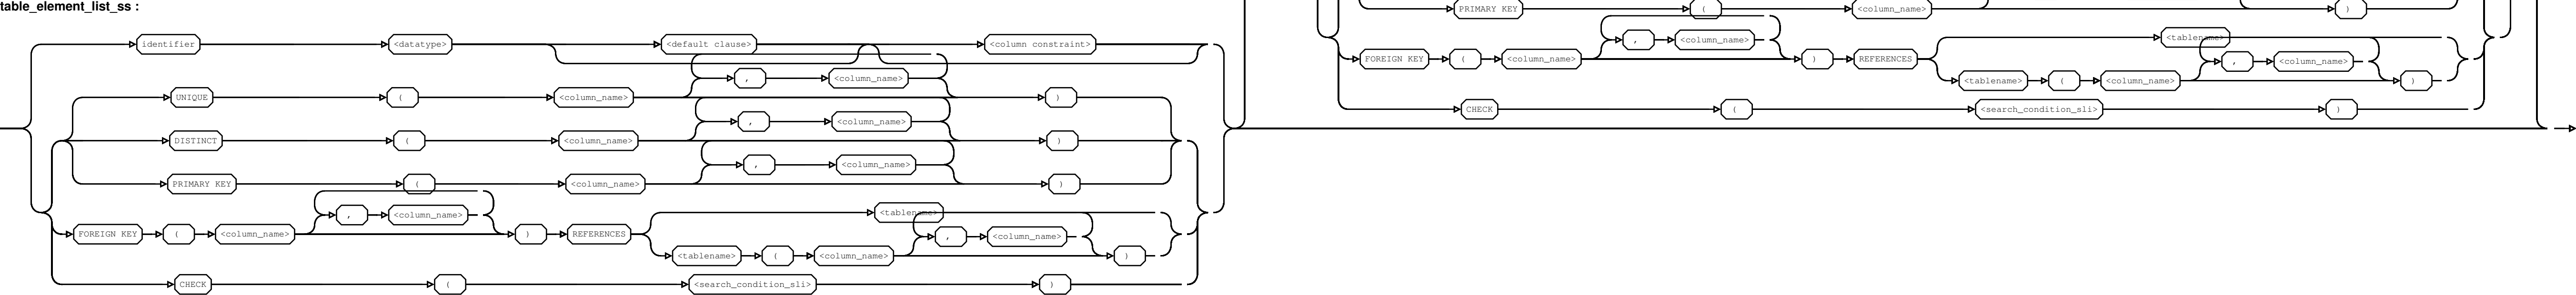 table_element_list_ss :
PRIMARY KEY ( <column_name> )
identifier <datatype> <default clause> <column constraint>
, <column_name>
<tablename>
FOREIGN KEY ( <column_name> ) REFERENCES
, <column_name>
, <column_name>
<tablename> ( <column_name> )
UNIQUE ( <column_name> )
CHECK ( <search_condition_sli> )
, <column_name>
DISTINCT ( <column_name> )
, <column_name>
PRIMARY KEY ( <column_name> )
, <column_name>
<tablename>
FOREIGN KEY ( <column_name> ) REFERENCES
, <column_name>
<tablename> ( <column_name> )
CHECK ( <search_condition_sli> )